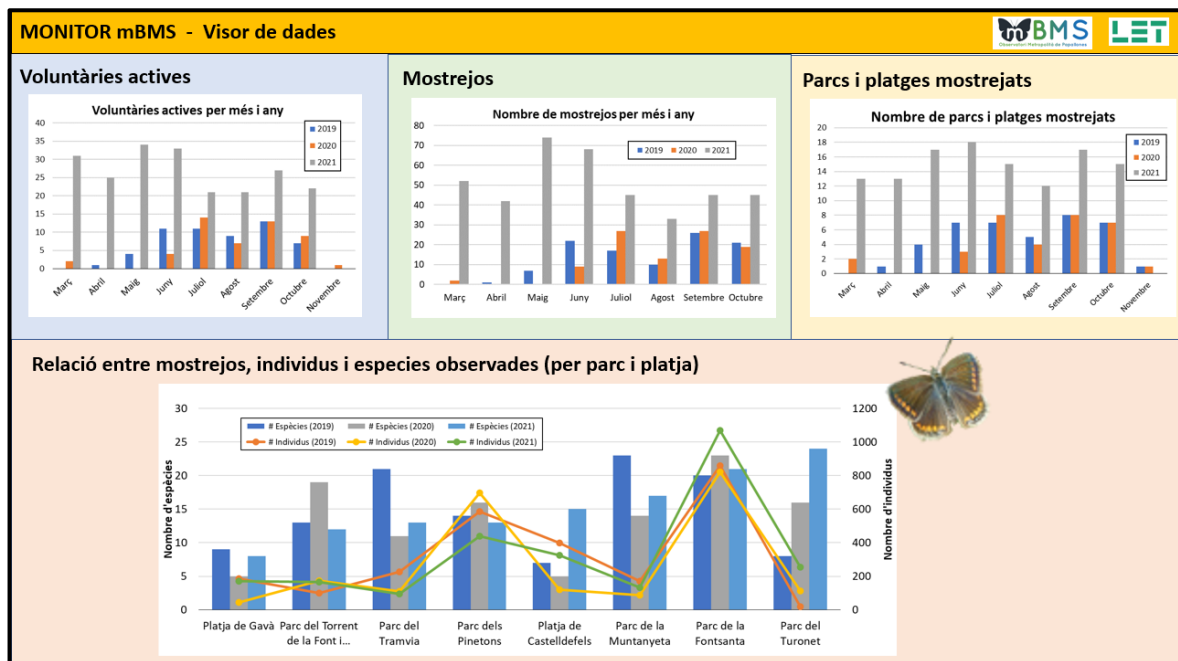 MONITOR mBMS - Visor de dades
BMS
Observatori Metropolità de Papallones
LET
Voluntàries actives
Voluntàries actives per més i any
40
35
30
25
20
15
10
5
0
2019
2020
2021
Març
Abril
Maig
Juny
Juliol
Agost
Setembre
Octubre
Novembre
Mostrejos
Nombre de mostrejos per més i any
80
70
60
50
40
30
20
10
0
2019 2020 2021
Març Abril Maig Juny Juliol Agost Setembre Octubre
Parcs i platges mostrejats
Nombre de parcs i platges mostrejats
20
18
16
14
12
10
8
6
4
2
0
2019
2020
2021
Març
Abril
Maig
Juny
Juliol
Agost
Setembre
Octubre
Novembre
Relació entre mostrejos, individus i especies observades (per parc i platja)
Nombre d'espècies
30
25
20
15
10
5
0
# Espècies (2019) # Espècies (2020) # Espècies (2021)
# Individus (2019) # Individus (2020) # Individus (2021)
1200
1000
800
600
400
200
0
Nombre d'individus
Platja de Gavà
Parc del Torrent
de la Font i...
Parc del
Tramvia
Parc dels
Pinetons
Platja de
Castelldefels
Parc de la
Muntanyeta
Parc de la
Fontsanta
Parc del
Turonet